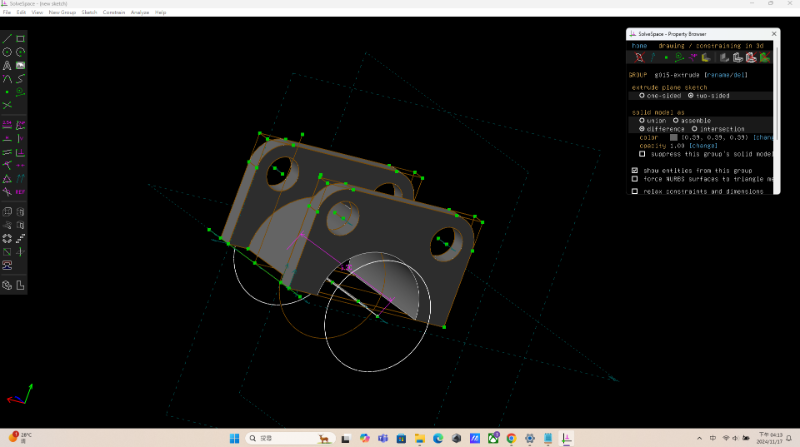 SolveSpace - (new sketch)
File Edit View New Group Sketch Constrain Analyze Help
SolveSpace - Property Browser
home drawing / constraining in 3d
GROUP g015-extrude [rename/del]
extrude plane sketch
one-sided two-sided
solid model as
union assemble
difference intersection
color (0.39, 0.39, 0.39) [change
opacity 1.00 [change]
suppress this group's solid model
show entities from this group
force NURBS surfaces to triangle me
relax constraints and dimensions
REF
18°C
搜尋
中
下午 04:13
2024/11/17